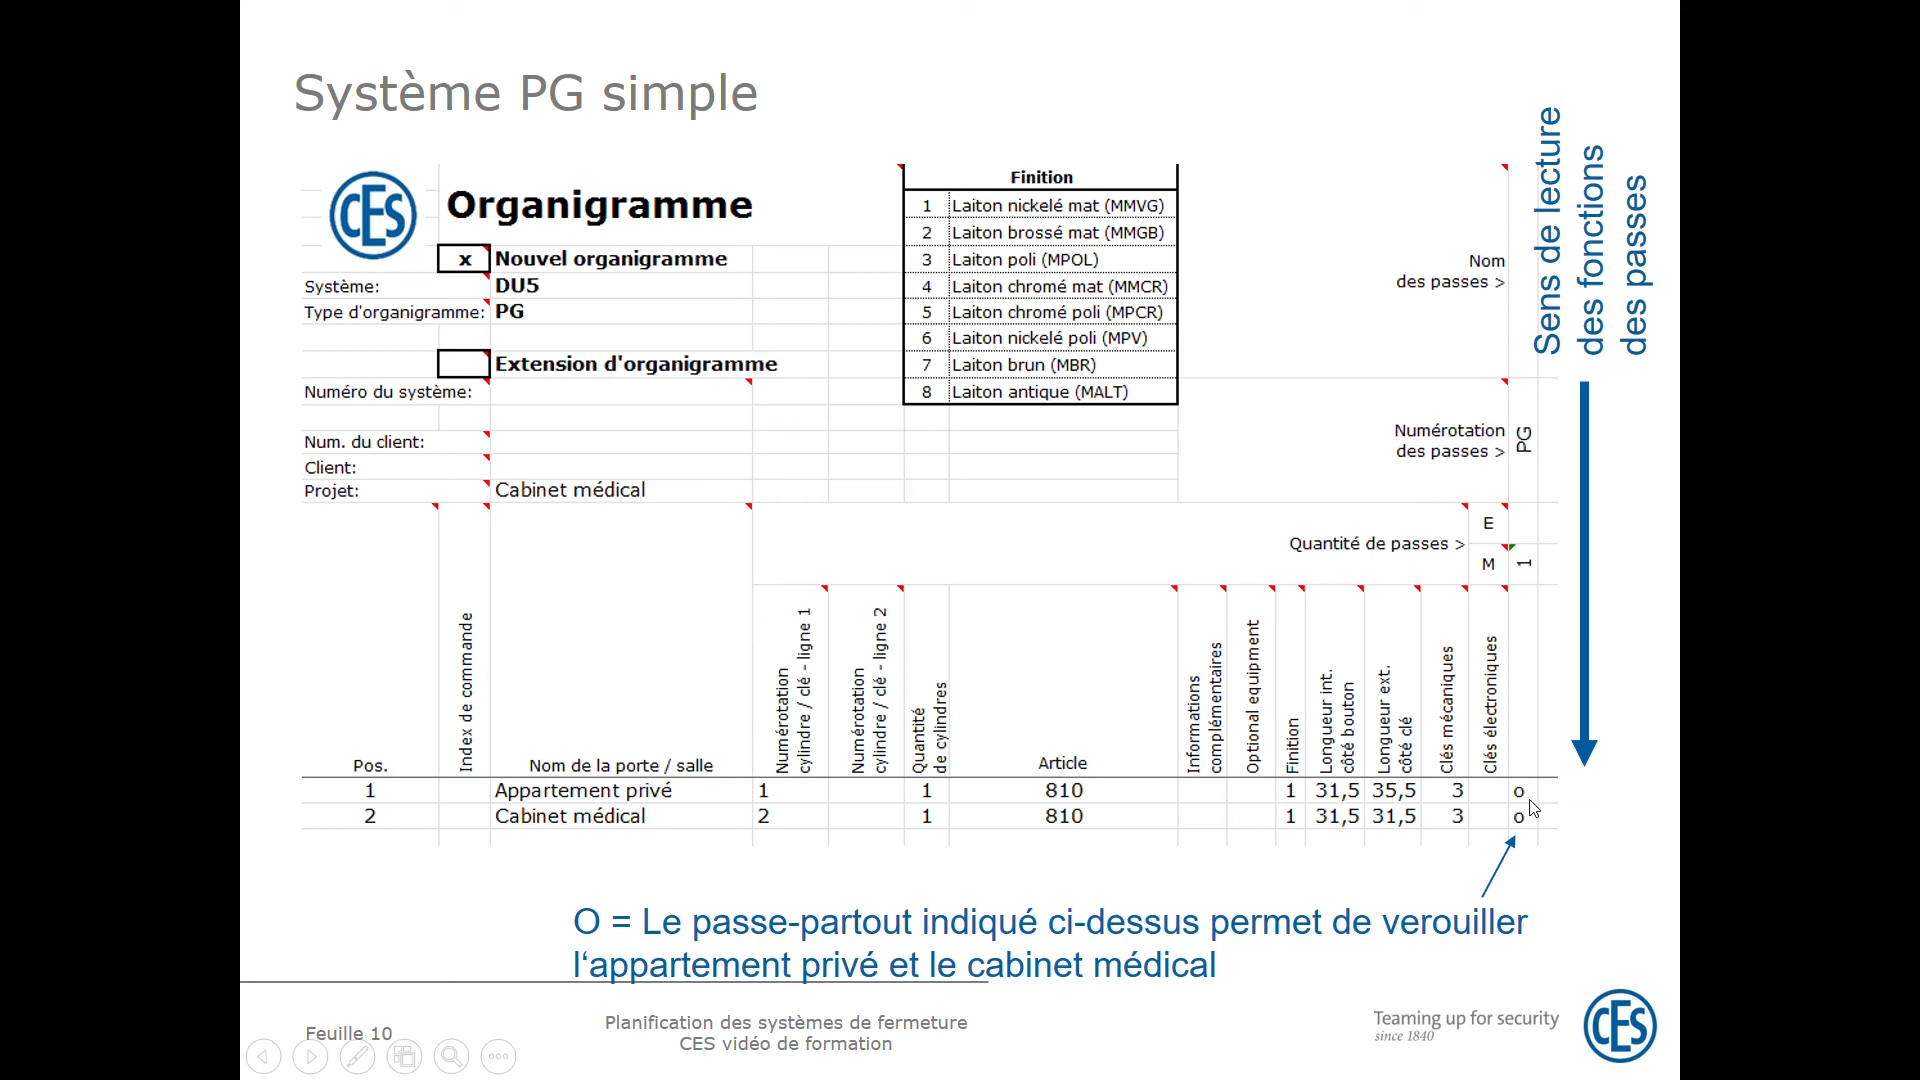 Système PG simple
Sens de lecture
des fonctions
des passes
CES
Organigramme
x Nouvel organigramme
Système: DU5
Type d'organigramme: PG
Extension d'organigramme
Numéro du système:
Num. du client:
Client:
Projet: Cabinet médical
Finition
1 Laiton nickelé mat (MMVG)
2 Laiton brossé mat (MMGB)
3 Laiton poli (MPOL)
4 Laiton chromé mat (MMCR)
5 Laiton chromé poli (MPCR)
6 Laiton nickelé poli (MPV)
7 Laiton brun (MBR)
8 Laiton antique (MALT)
Nom
des passes >
Numérotation
des passes >
PG
Quantité de passes >
E
M 1
Pos.
Index de commande
Nom de la porte / salle
Numérotation
cylindre / clé - ligne 1
Numérotation
cylindre / clé - ligne 2
Quantité
de cylindres
Article
Informations
complémentaires
Optional equipment
Finition
Longueur int.
côté bouton
Longueur ext.
côté clé
Clés mécaniques
Clés électroniques
1 Appartement privé 1 1 810 1 31,5 35,5 3 o
2 Cabinet médical 2 1 810 1 31,5 31,5 3 o
O = Le passe-partout indiqué ci-dessus permet de verouiller
l‘appartement privé et le cabinet médical
Feuille 10
Planification des systèmes de fermeture
CES vidéo de formation
Teaming up for security
since 1840
CES